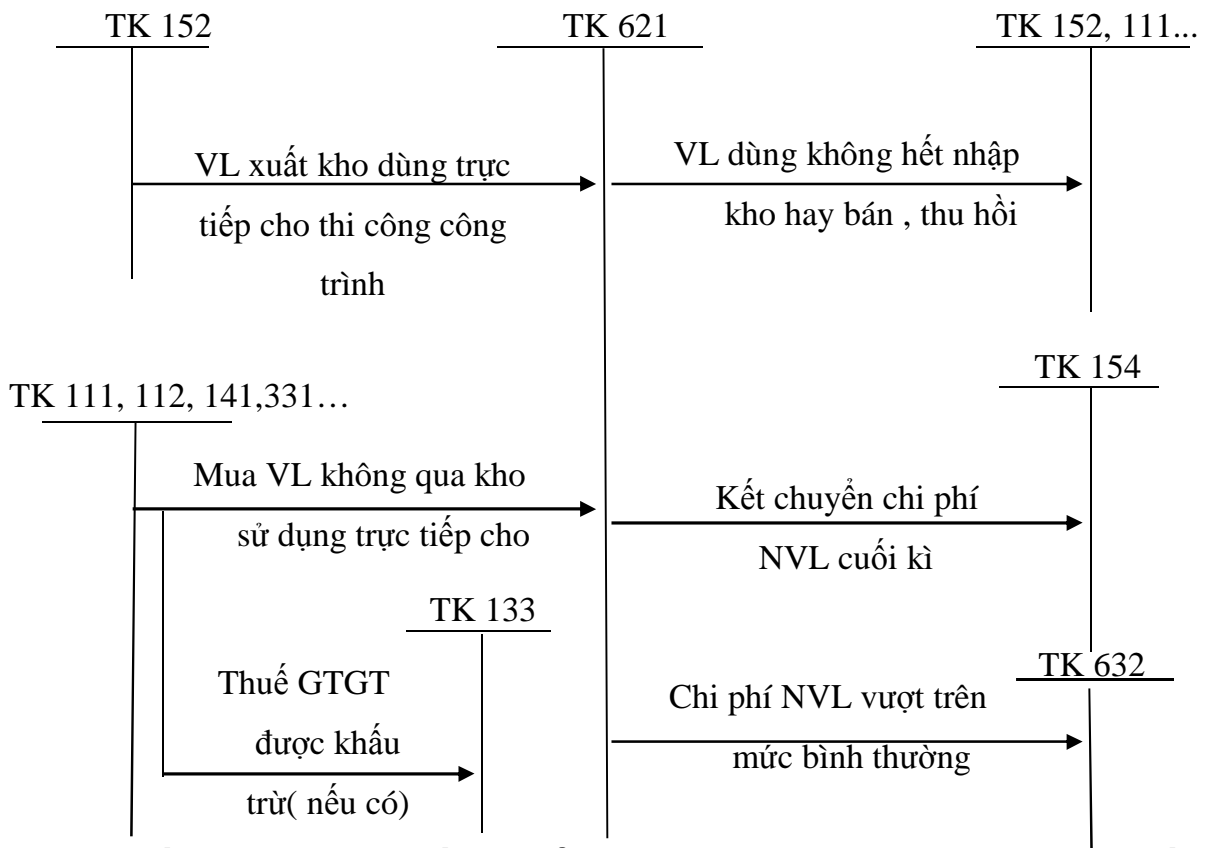 TK 152
TK 621
TK 152, 111...
VL xuất kho dùng trực
tiếp cho thi công công
trình
VL dùng không hết nhập
kho hay bán , thu hồi
TK 111, 112, 141,331…
TK 154
Mua VL không qua kho
sử dụng trực tiếp cho
Kết chuyển chi phí
NVL cuối kì
TK 133
Thuế GTGT
được khấu
trừ( nếu có)
TK 632
Chi phí NVL vượt trên
mức bình thường